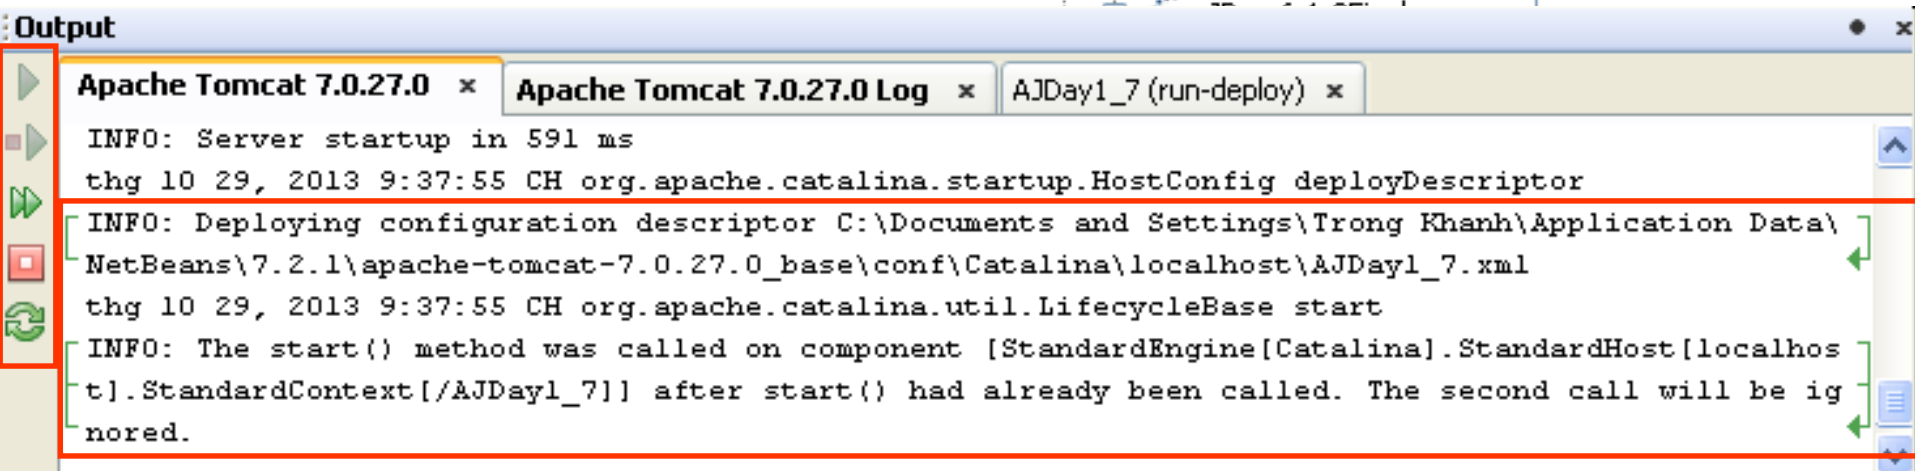 Output
Apache Tomcat 7.0.27.0
Apache Tomcat 7.0.27.0 Log
AJDay1_7 (run-deploy)
INFO: Server startup in 591 ms
thg 10 29, 2013 9:37:55 CH org.apache.catalina.startup.HostConfig deployDescriptor
INFO: Deploying configuration descriptor C:\Documents and Settings\Trong Khanh\Application Data\
NetBeans\7.2.1\apache-tomcat-7.0.27.0_base\conf\Catalina\localhost\AJDay1_7.xml
thg 10 29, 2013 9:37:55 CH org.apache.catalina.util.LifecycleBase start
INFO: The start() method was called on component [StandardEngine[Catalina].StandardHost[localhos
t].StandardContext[/AJDay1_7]] after start() had already been called. The second call will be ig
nored.